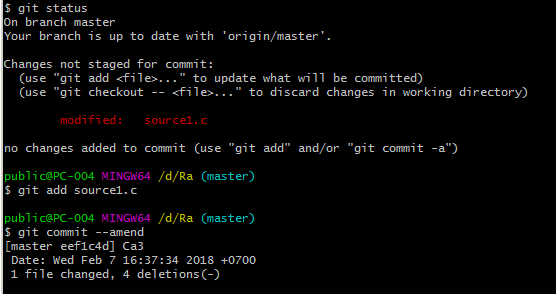 $ git status
On branch master
Your branch is up to date with 'origin/master'.
Changes not staged for commit:
(use "git add <file>..." to update what will be committed)
(use "git checkout -- <file>..." to discard changes in working directory)
modified: source1.c
no changes added to commit (use "git add" and/or "git commit -a")
public@PC-004 MINGW64 /d/Ra (master)
$ git add source1.c
public@PC-004 MINGW64 /d/Ra (master)
$ git commit --amend
[master eef1c4d] Ca3
Date: Wed Feb 7 16:37:34 2018 +0700
1 file changed, 4 deletions(-)